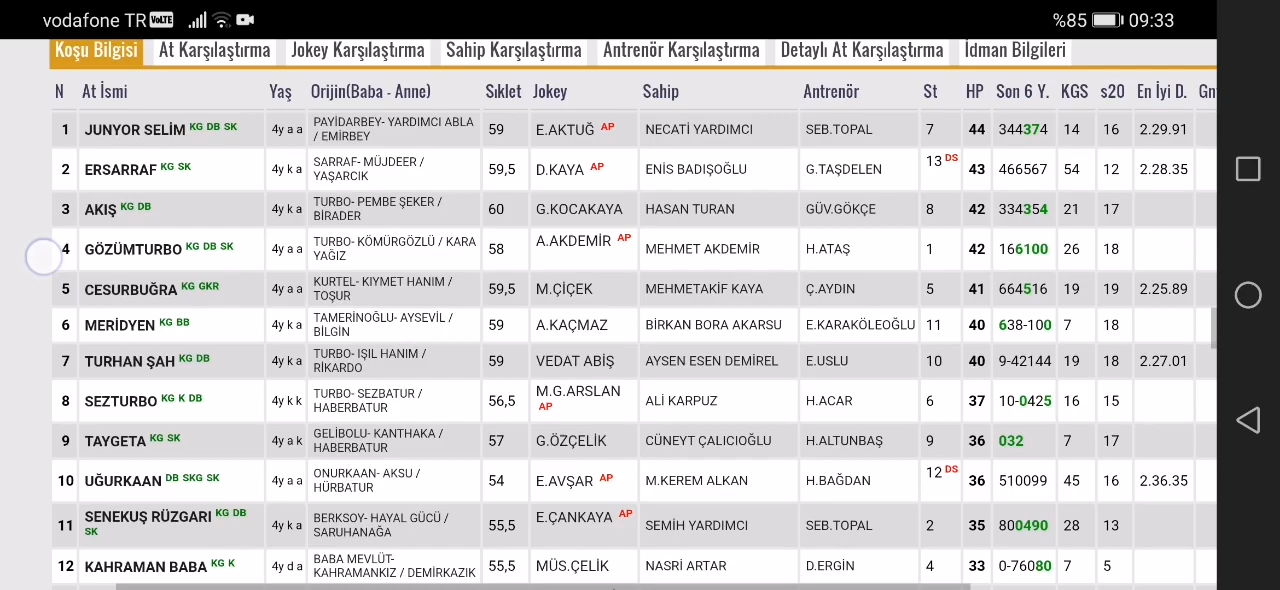 vodafone TR VoLTE %85 09:33
Koşu Bilgisi At Karşılaştırma Jokey Karşılaştırma Sahip Karşılaştırma Antrenör Karşılaştırma Detaylı At Karşılaştırma İdman Bilgileri
N At İsmi Yaş Orijin(Baba - Anne) Sıklet Jokey Sahip Antrenör St HP Son 6 Y. KGS s20 En İyi D. Gny
1 JUNYOR SELİM KG DB SK 4y a a PAYİDARBEY- YARDIMCI ABLA / EMİRBEY 59 E.AKTUĞ AP NECATİ YARDIMCI SEB.TOPAL 7 44 344374 14 16 2.29.91
2 ERSARRAF KG SK 4y k a SARRAF- MÜJDEER / YAŞARCIK 59,5 D.KAYA AP ENİS BADIŞOĞLU G.TAŞDELEN 13 DS 43 466567 54 12 2.28.35
3 AKIŞ KG DB 4y k a TURBO- PEMBE ŞEKER / BİRADER 60 G.KOCAKAYA HASAN TURAN GÜV.GÖKÇE 8 42 334354 21 17
4 GÖZÜMTURBO KG DB SK 4y a a TURBO- KÖMÜRGÖZLÜ / KARA YAĞIZ 58 A.AKDEMİR AP MEHMET AKDEMİR H.ATAŞ 1 42 166100 26 18
5 CESURBUĞRA KG GKR 4y a a KURTEL- KIYMET HANIM / TOŞUR 59,5 M.ÇİÇEK MEHMETAKİF KAYA Ç.AYDIN 5 41 664516 19 19 2.25.89
6 MERİDYEN KG BB 4y k a TAMERİNOĞLU- AYSEVİL / BİLGİN 59 A.KAÇMAZ BİRKAN BORA AKARSU E.KARAKÖLEOĞLU 11 40 638-100 7 18
7 TURHAN ŞAH KG DB 4y k a TURBO- IŞIL HANIM / RİKARDO 59 VEDAT ABİŞ AYSEN ESEN DEMİREL E.USLU 10 40 9-42144 19 18 2.27.01
8 SEZTURBO KG K DB 4y k k TURBO- SEZBATUR / HABERBATUR 56,5 M.G.ARSLAN AP ALİ KARPUZ H.ACAR 6 37 10-0425 16 15
9 TAYGETA KG SK 4y a k GELİBOLU- KANTHAKA / HABERBATUR 57 G.ÖZÇELİK CÜNEYT ÇALICIOĞLU H.ALTUNBAŞ 9 36 032 7 17
10 UĞURKAAN DB SKG SK 4y a a ONURKAAN- AKSU / HÜRBATUR 54 E.AVŞAR AP M.KEREM ALKAN H.BAĞDAN 12 DS 36 510099 45 16 2.36.35
11 SENEKUŞ RÜZGARI KG DB SK 4y k a BERKSOY- HAYAL GÜCÜ / SARUHANAĞA 55,5 E.ÇANKAYA AP SEMİH YARDIMCI SEB.TOPAL 2 35 800490 28 13
12 KAHRAMAN BABA KG K 4y d a BABA MEVLÜT- KAHRAMANKIZ / DEMİRKAZIK 55,5 MÜS.ÇELİK NASRİ ARTAR D.ERGİN 4 33 0-76080 7 5